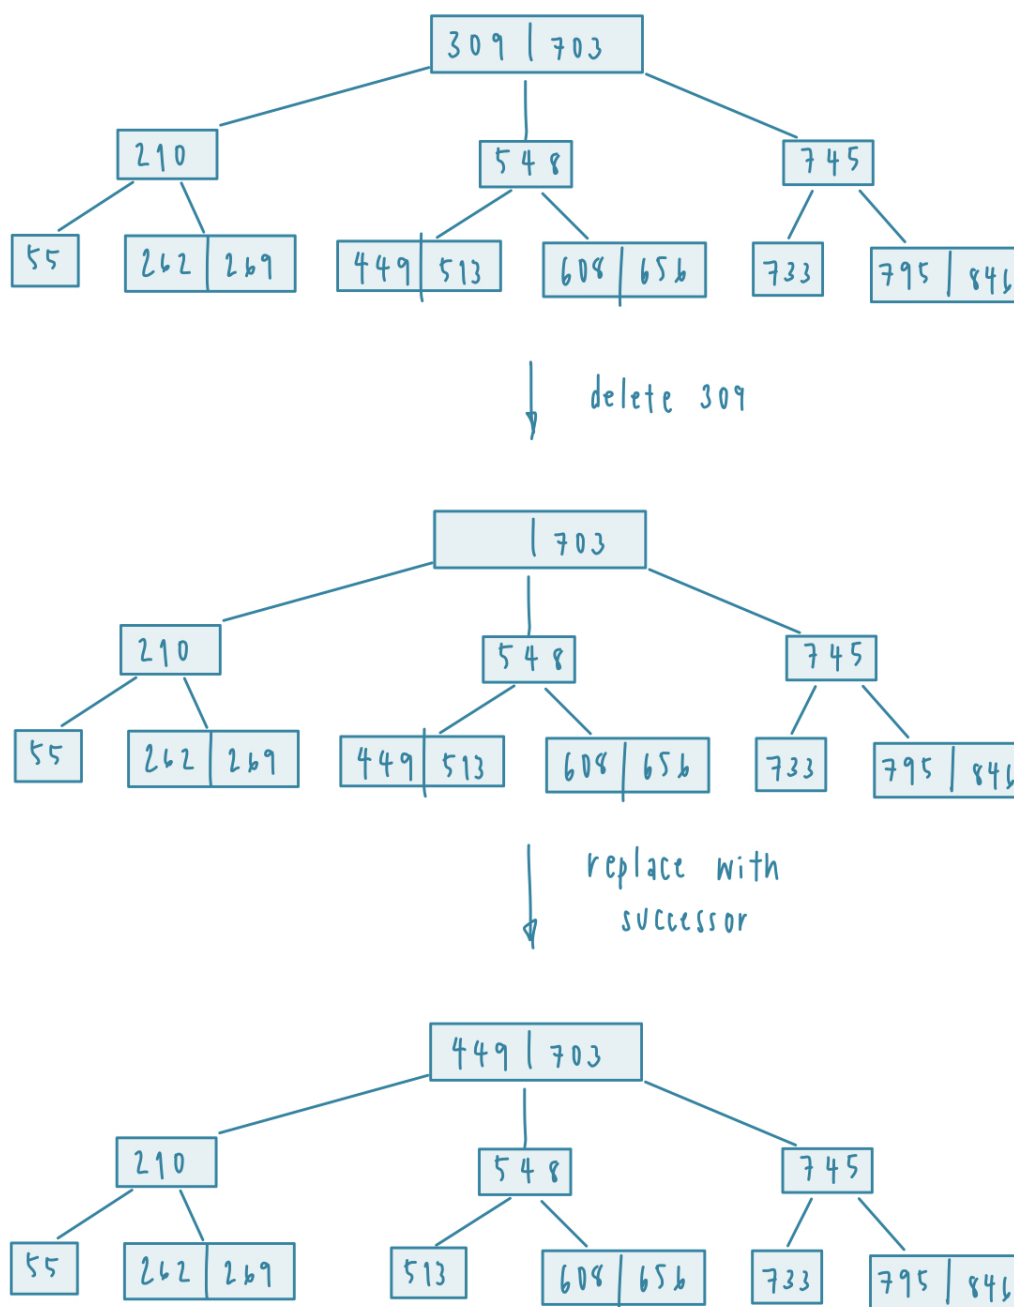 309 | 703
210 548 745
55 262 | 269 449 | 513 608 | 656 733 795 | 846
delete 309
| 703
210 548 745
55 262 | 269 449 | 513 608 | 656 733 795 | 846
replace with
successor
449 | 703
210 548 745
55 262 | 269 513 608 | 656 733 795 | 846